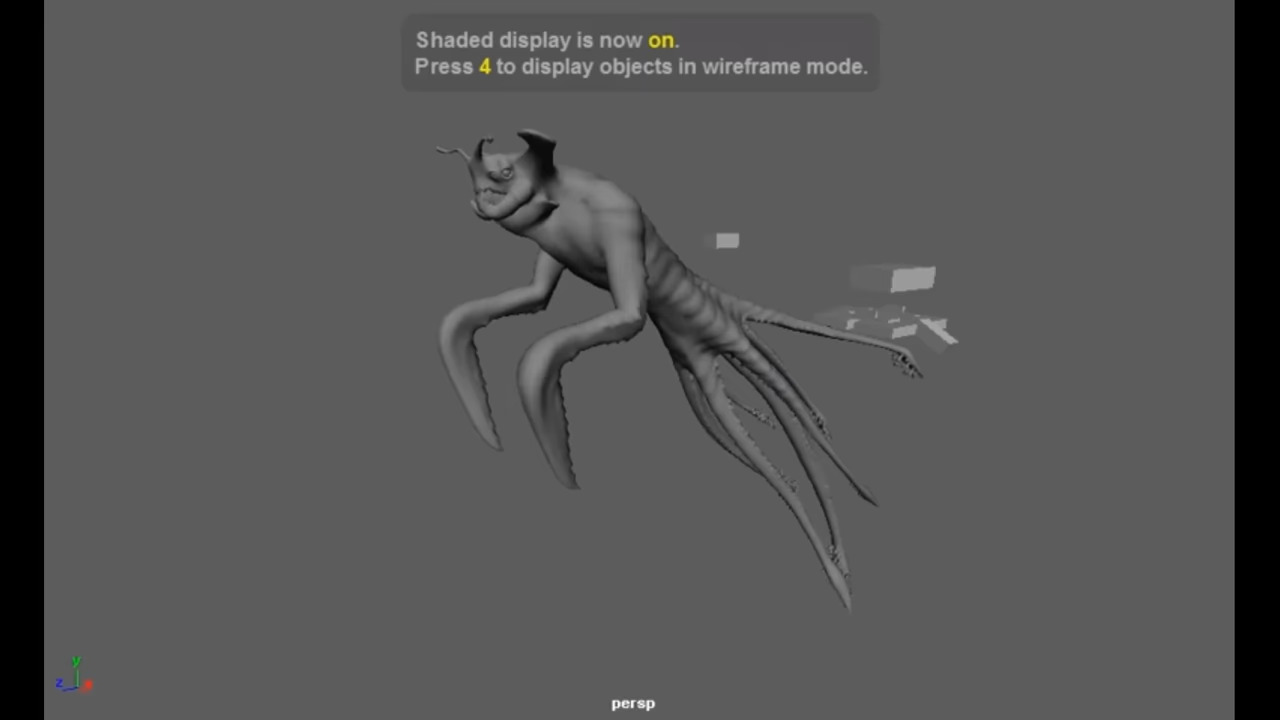 Shaded display is now on.
Press 4 to display objects in wireframe mode.
y
z x
persp